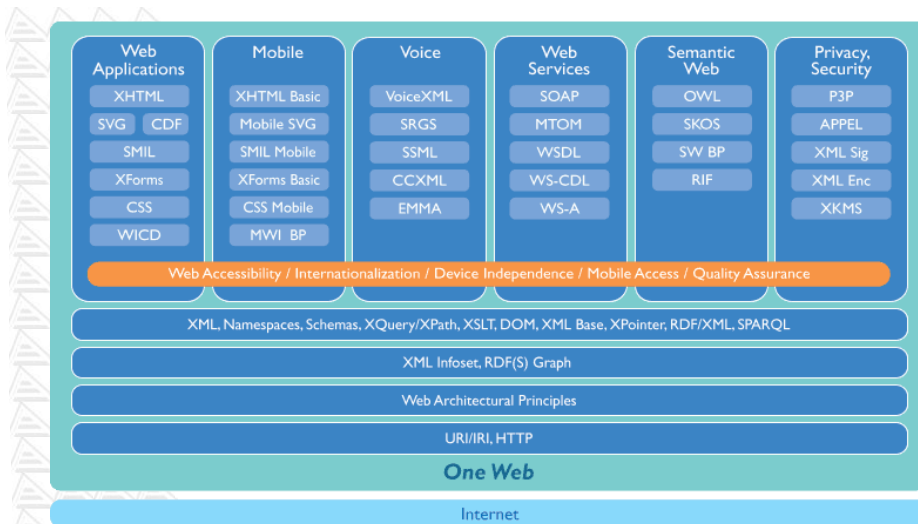 Web
Applications
XHTML
SVG
CDF
SMIL
XForms
CSS
WICD
Mobile
XHTML Basic
Mobile SVG
SMIL Mobile
XForms Basic
CSS Mobile
MWI BP
Voice
VoiceXML
SRGS
SSML
CCXML
EMMA
Web
Services
SOAP
MTOM
WSDL
WS-CDL
WS-A
Semantic
Web
OWL
SKOS
SW BP
RIF
Privacy,
Security
P3P
APPEL
XML Sig
XML Enc
XKMS
Web Accessibility / Internationalization / Device Independence / Mobile Access / Quality Assurance
XML, Namespaces, Schemas, XQuery/XPath, XSLT, DOM, XML Base, XPointer, RDF/XML, SPARQL
XML Infoset, RDF(S) Graph
Web Architectural Principles
URI/IRI, HTTP
One Web
Internet